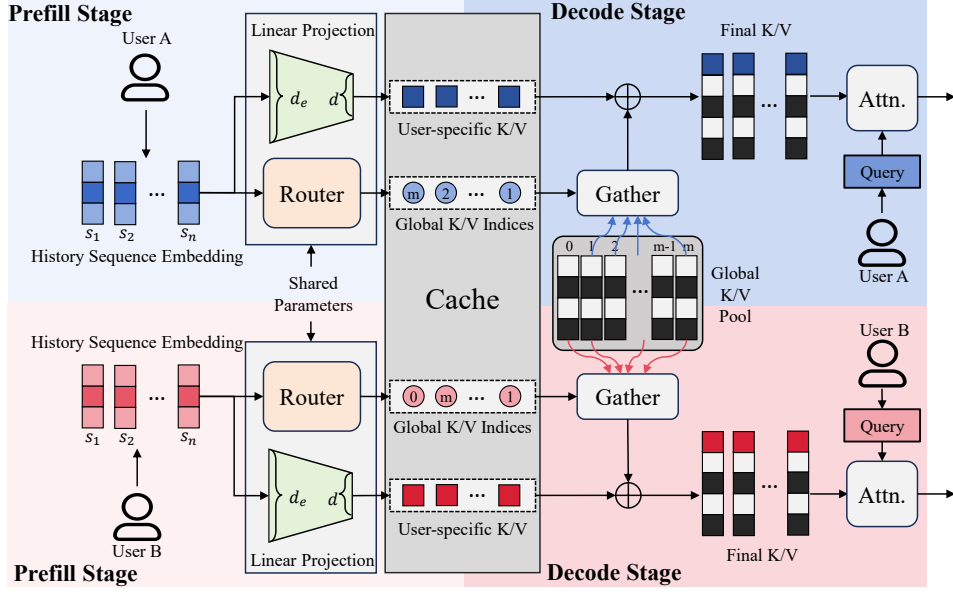 Prefill Stage
Decode Stage
User A
Linear Projection
Final K/V
d_e
d
User-specific K/V
Attn.
Router
m 2 ... 1
Gather
Query
s_1 s_2 ... s_n
Global K/V Indices
History Sequence Embedding
User A
0 1 2 m-1 m
Shared
Parameters
Cache
Global
K/V
Pool
...
History Sequence Embedding
User B
Router
0 m ... 1
Gather
Query
s_1 s_2 ... s_n
Global K/V Indices
d_e
d
Attn.
User B
User-specific K/V
Linear Projection
Final K/V
Prefill Stage
Decode Stage